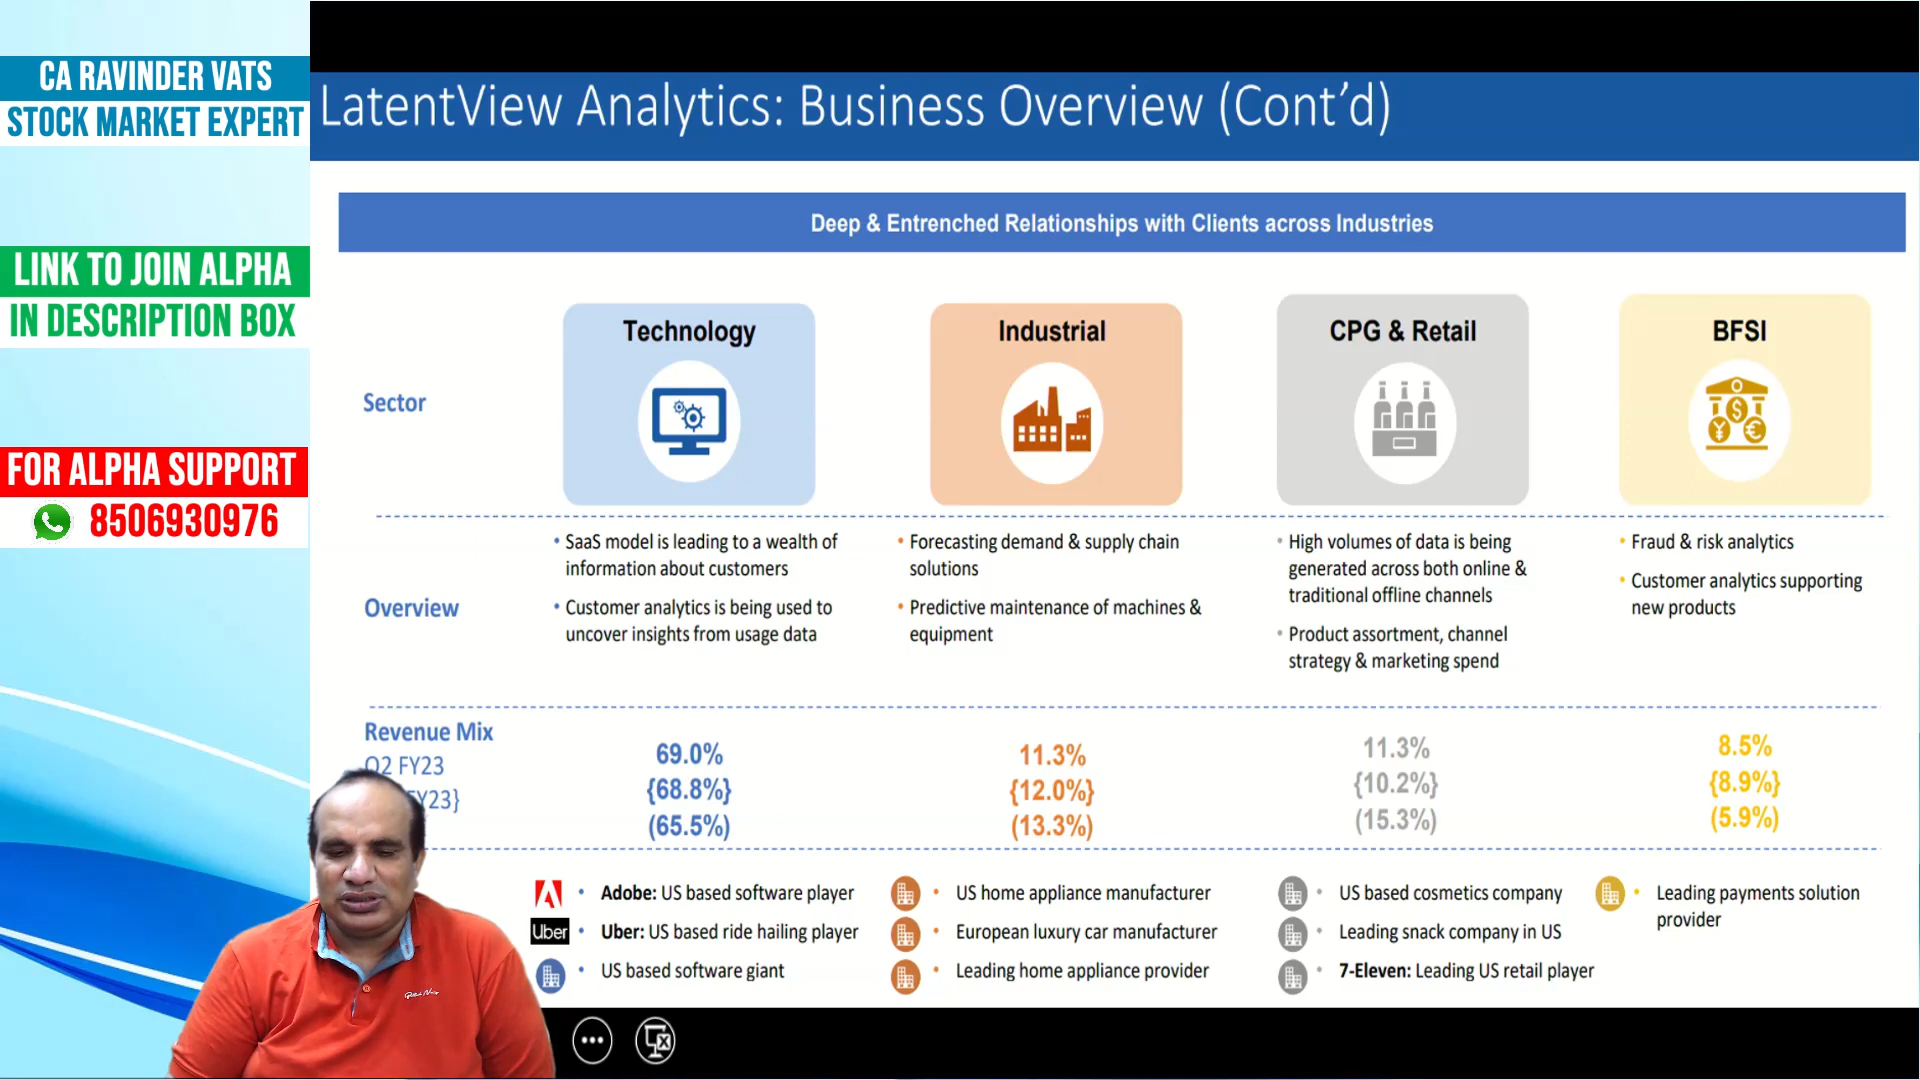 CA RAVINDER VATS
STOCK MARKET EXPERT
LINK TO JOIN ALPHA
IN DESCRIPTION BOX
FOR ALPHA SUPPORT
8506930976
LatentView Analytics: Business Overview (Cont’d)
Deep & Entrenched Relationships with Clients across Industries
Sector
Technology
Industrial
CPG & Retail
BFSI
Overview
• SaaS model is leading to a wealth of
information about customers
• Customer analytics is being used to
uncover insights from usage data
• Forecasting demand & supply chain
solutions
• Predictive maintenance of machines &
equipment
• High volumes of data is being
generated across both online &
traditional offline channels
• Product assortment, channel
strategy & marketing spend
• Fraud & risk analytics
• Customer analytics supporting
new products
Revenue Mix
Q2 FY23
FY23}
69.0%
{68.8%}
(65.5%)
11.3%
{12.0%}
(13.3%)
11.3%
{10.2%}
(15.3%)
8.5%
{8.9%}
(5.9%)
• Adobe: US based software player
Uber • Uber: US based ride hailing player
• US based software giant
• US home appliance manufacturer
• European luxury car manufacturer
• Leading home appliance provider
• US based cosmetics company
• Leading snack company in US
• 7-Eleven: Leading US retail player
• Leading payments solution
provider